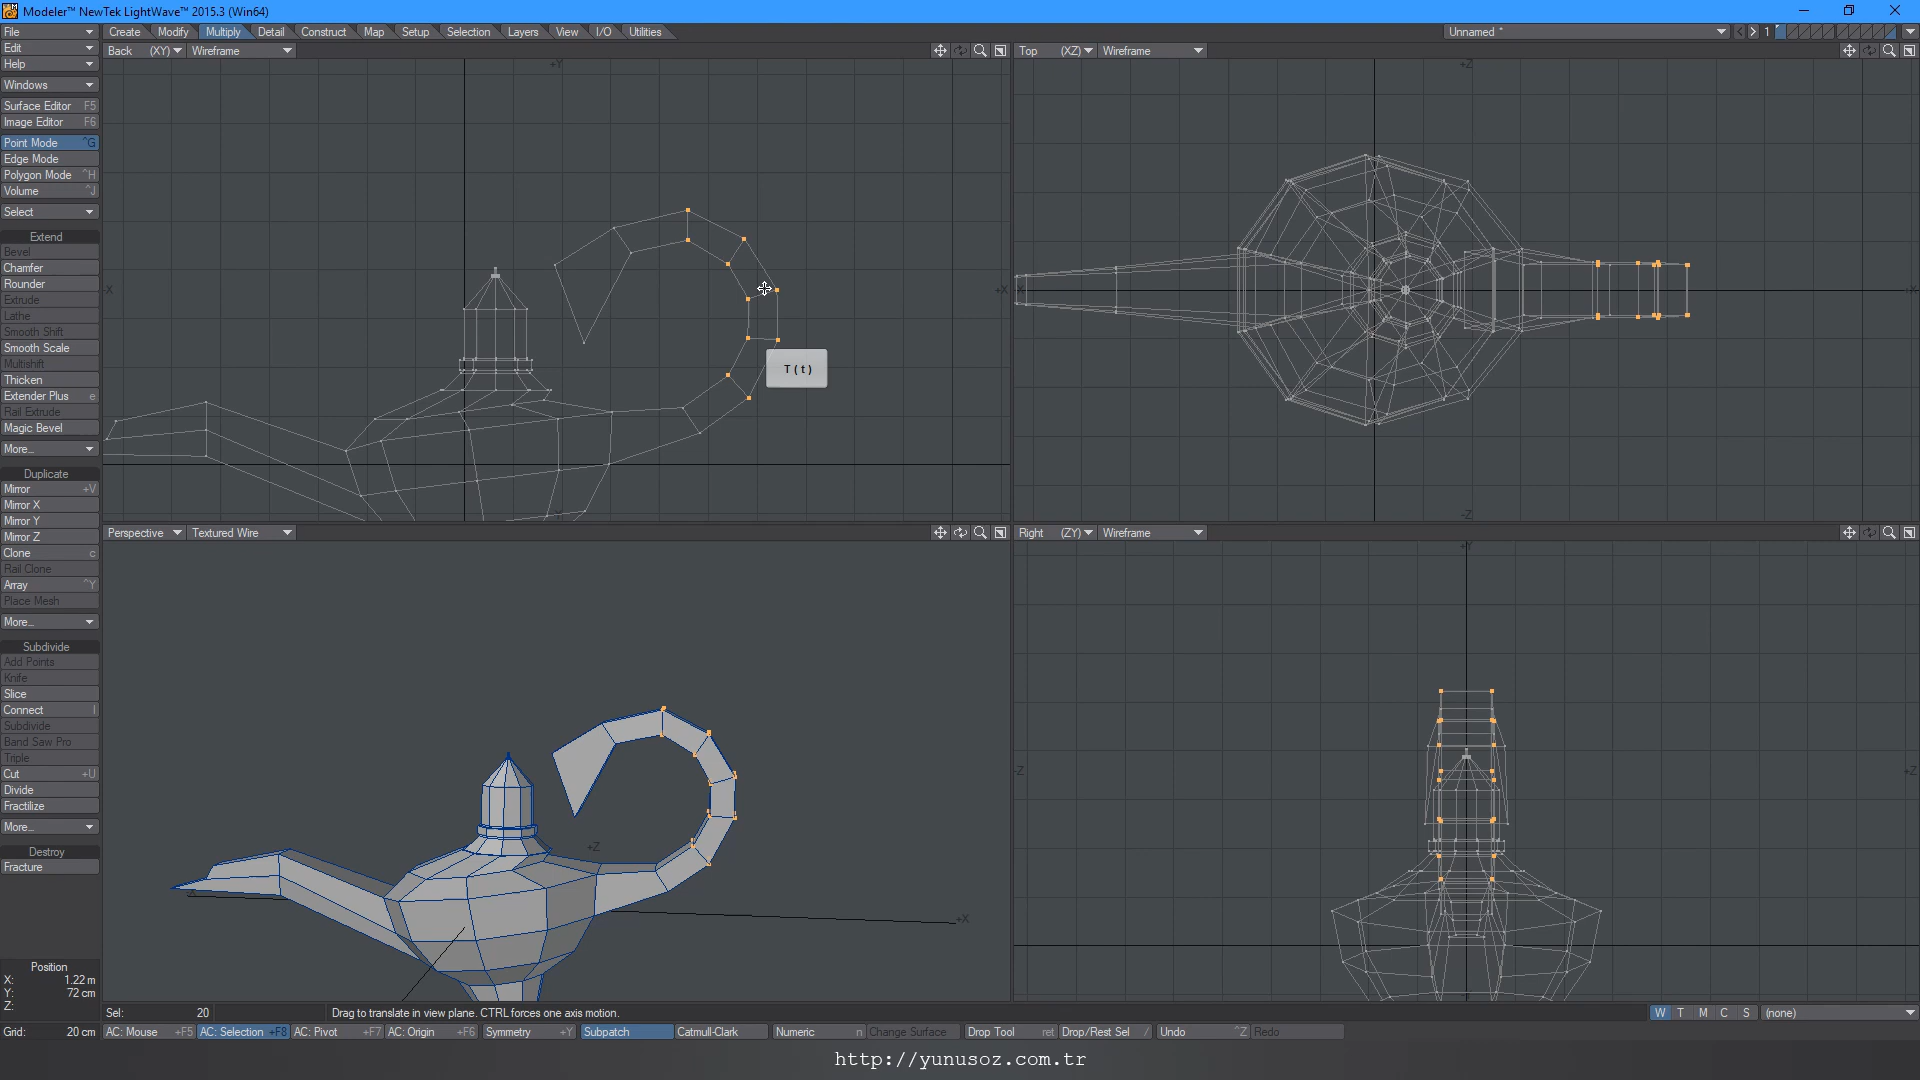 Modeler™ NewTek LightWave™ 2015.3 (Win64)
File
Create Modify Multiply Detail Construct Map Setup Selection Layers View I/O Utilities
Unnamed *
1
Edit
Help
Windows
Surface Editor F5
Image Editor F6
Point Mode ^G
Edge Mode
Polygon Mode ^H
Volume ^J
Select
Extend
Bevel
Chamfer
Rounder
Extrude
Lathe
Smooth Shift
Smooth Scale
Multishift
Thicken
Extender Plus e
Rail Extrude
Magic Bevel
More...
Duplicate
Mirror +V
Mirror X
Mirror Y
Mirror Z
Clone c
Rail Clone
Array ^Y
Place Mesh
More...
Subdivide
Add Points
Knife
Slice
Connect l
Subdivide
Band Saw Pro
Triple
Cut +U
Divide
Fractilize
More...
Destroy
Fracture
Back (XY) Wireframe
+Y
-X
+X
T ( t )
Top (XZ) Wireframe
+Z
-Z
Perspective Textured Wire
+Z
+X
Right (ZY) Wireframe
+Y
-Z
+Z
Position
X: 1.22 m
Y: 72 cm
Z:
Grid: 20 cm
Sel: 20
Drag to translate in view plane. CTRL forces one axis motion.
W T M C S (none)
AC: Mouse +F5 AC: Selection +F8 AC: Pivot +F7 AC: Origin +F6 Symmetry +Y Subpatch Catmull-Clark Numeric n Change Surface Drop Tool ret Drop/Rest Sel / Undo ^Z Redo
http://yunusoz.com.tr